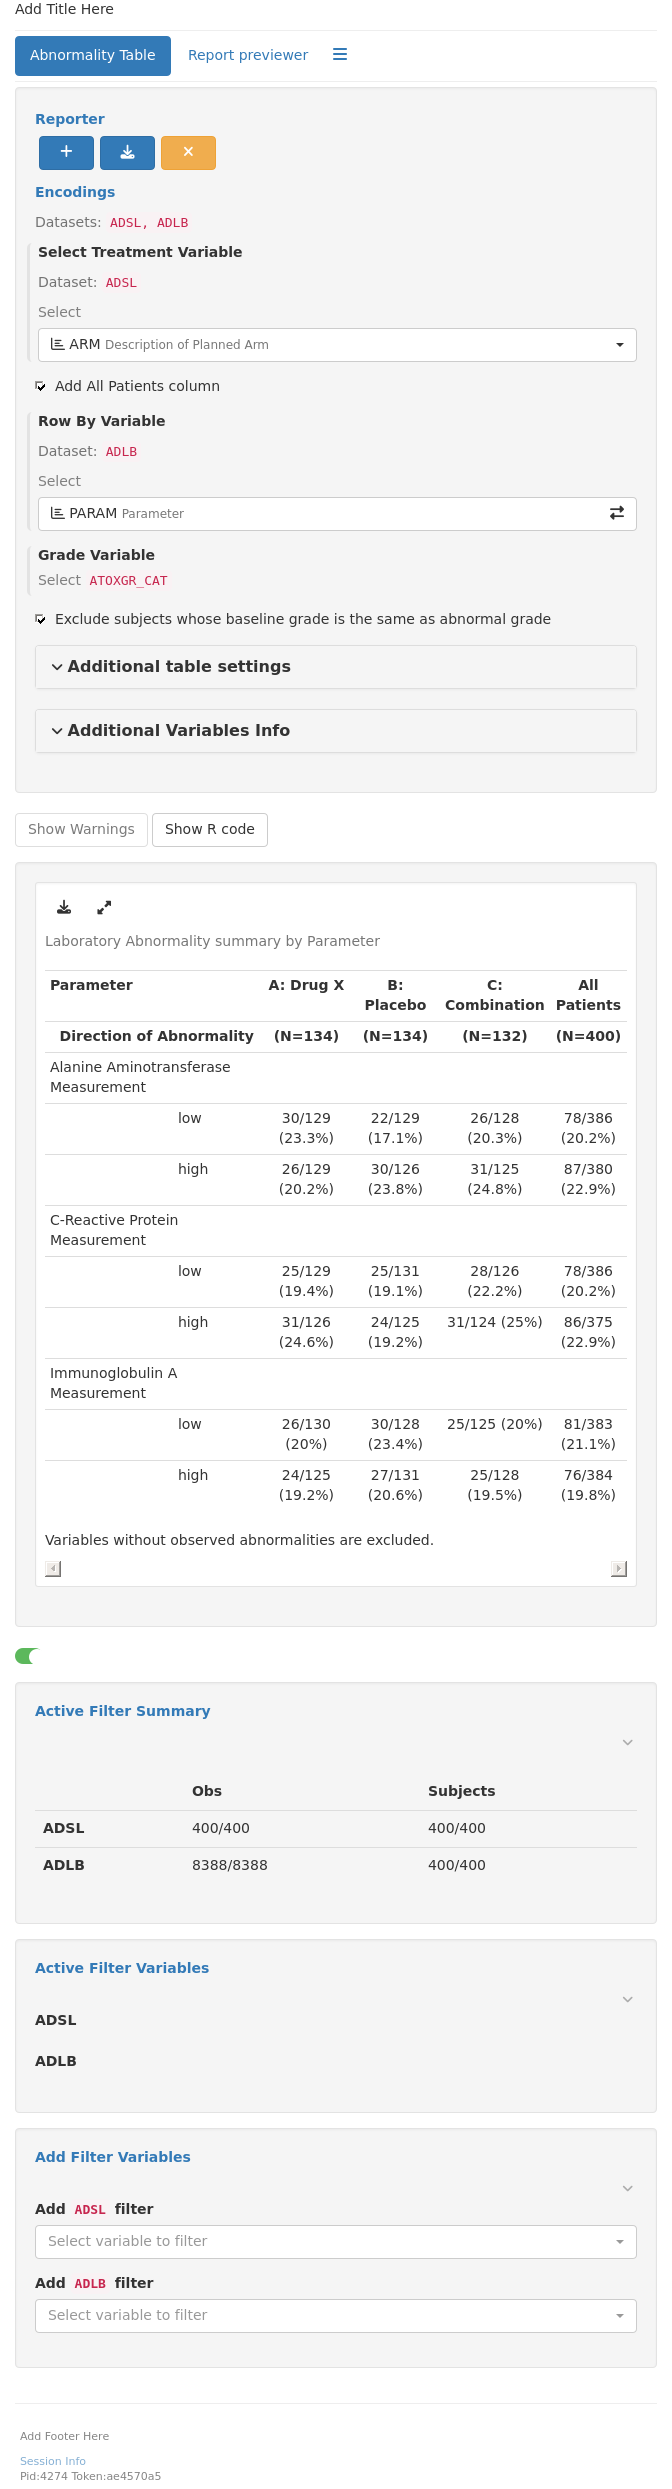 Add Title Here
Abnormality Table Report previewer
Reporter
Encodings
Datasets: ADSL, ADLB
Select Treatment Variable
Dataset: ADSL
Select
ARM Description of Planned Arm
Add All Patients column
Row By Variable
Dataset: ADLB
Select
PARAM Parameter
Grade Variable
Select ATOXGR_CAT
Exclude subjects whose baseline grade is the same as abnormal grade
Additional table settings
Additional Variables Info
Show Warnings Show R code
Laboratory Abnormality summary by Parameter
Parameter A: Drug X B: C: All
Placebo Combination Patients
Direction of Abnormality (N=134) (N=134) (N=132) (N=400)
Alanine Aminotransferase
Measurement
low 30/129 22/129 26/128 78/386
(23.3%) (17.1%) (20.3%) (20.2%)
high 26/129 30/126 31/125 87/380
(20.2%) (23.8%) (24.8%) (22.9%)
C-Reactive Protein
Measurement
low 25/129 25/131 28/126 78/386
(19.4%) (19.1%) (22.2%) (20.2%)
high 31/126 24/125 31/124 (25%) 86/375
(24.6%) (19.2%) (22.9%)
Immunoglobulin A
Measurement
low 26/130 30/128 25/125 (20%) 81/383
(20%) (23.4%) (21.1%)
high 24/125 27/131 25/128 76/384
(19.2%) (20.6%) (19.5%) (19.8%)
Variables without observed abnormalities are excluded.
Active Filter Summary
Obs Subjects
ADSL 400/400 400/400
ADLB 8388/8388 400/400
Active Filter Variables
ADSL
ADLB
Add Filter Variables
Add ADSL filter
Select variable to filter
Add ADLB filter
Select variable to filter
Add Footer Here
Session Info
Pid:4274 Token:ae4570a5